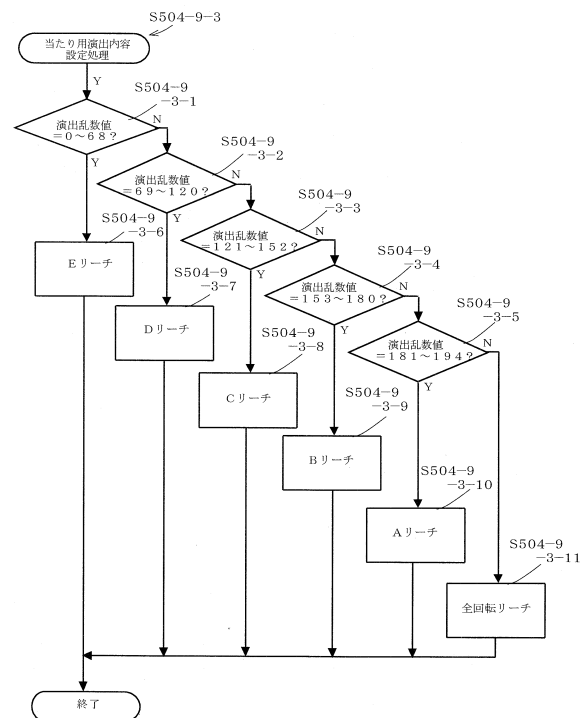 S504-9-3
当たり用演出内容
設定処理
Y
S504-9
-3-1
演出乱数値
=0~68?
N
Y
S504-9
-3-2
演出乱数値
=69~120?
N
Y
S504-9
-3-3
演出乱数値
=121~152?
N
Y
S504-9
-3-4
演出乱数値
=153~180?
N
Y
S504-9
-3-5
演出乱数値
=181~194?
N
Y
S504-9
-3-6
Eリーチ
S504-9
-3-7
Dリーチ
S504-9
-3-8
Cリーチ
S504-9
-3-9
Bリーチ
S504-9
-3-10
Aリーチ
S504-9
-3-11
全回転リーチ
終了